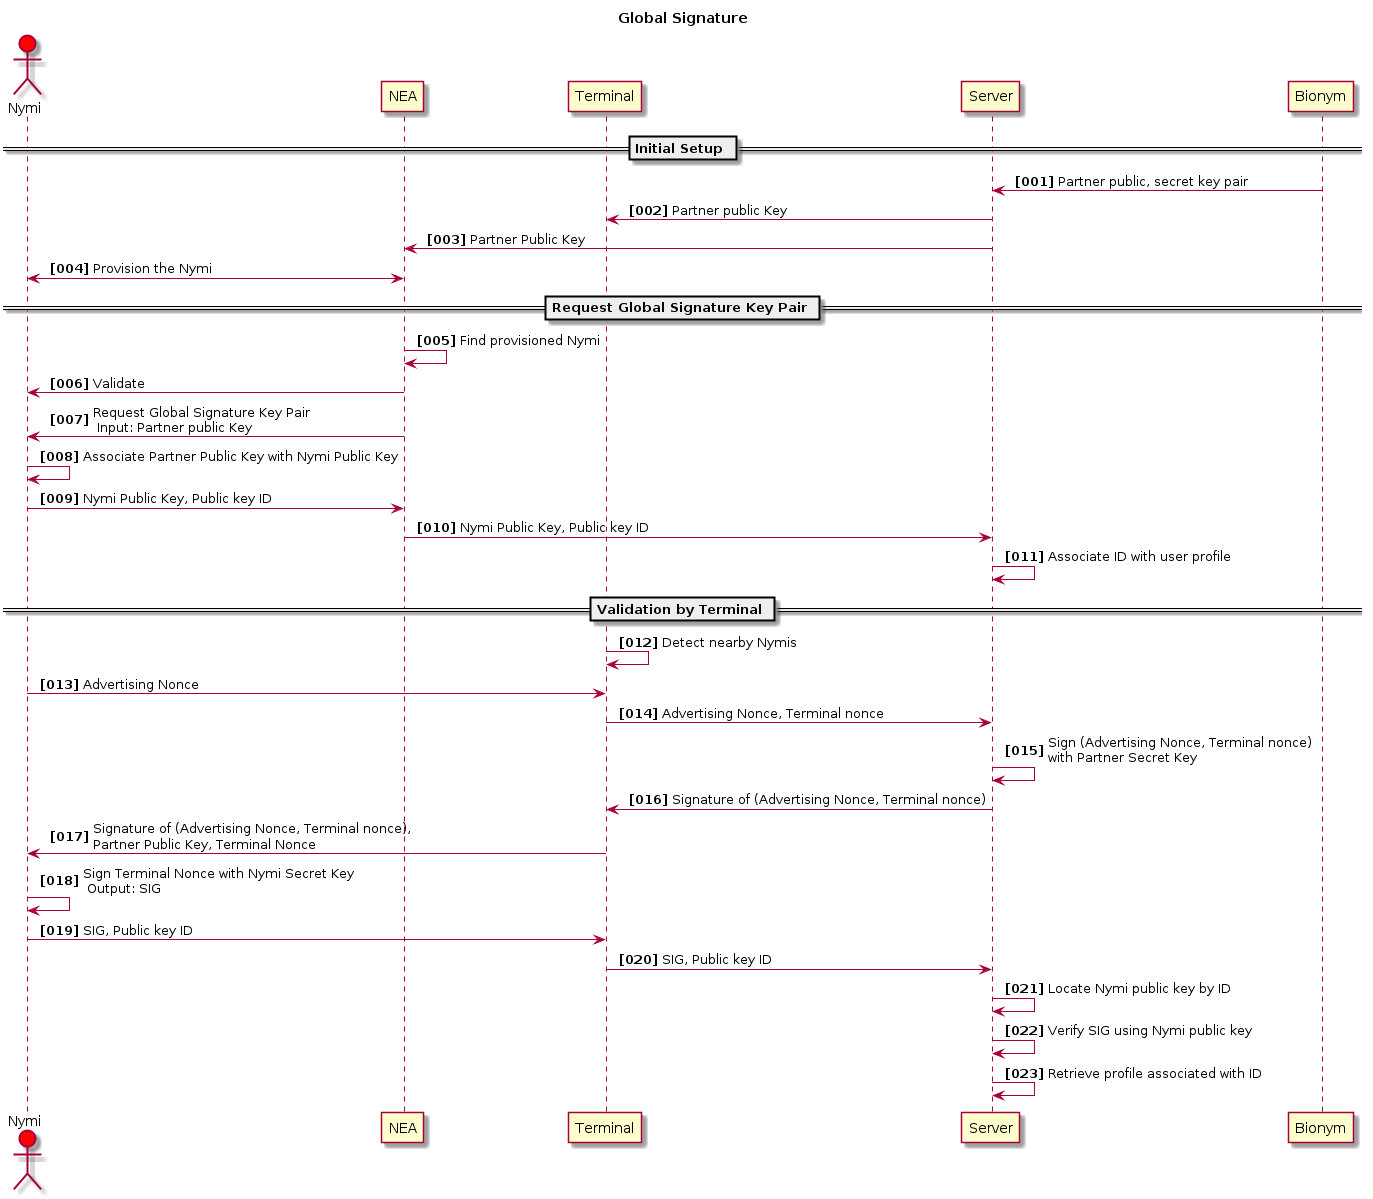 Global Signature
Nymi
NEA
Terminal
Server
Bionym
Initial Setup
[001] Partner public, secret key pair
[002] Partner public Key
[003] Partner Public Key
[004] Provision the Nymi
Request Global Signature Key Pair
[005] Find provisioned Nymi
[006] Validate
[007] Request Global Signature Key Pair
Input: Partner public Key
[008] Associate Partner Public Key with Nymi Public Key
[009] Nymi Public Key, Public key ID
[010] Nymi Public Key, Public key ID
[011] Associate ID with user profile
Validation by Terminal
[012] Detect nearby Nymis
[013] Advertising Nonce
[014] Advertising Nonce, Terminal nonce
[015] Sign (Advertising Nonce, Terminal nonce)
with Partner Secret Key
[016] Signature of (Advertising Nonce, Terminal nonce)
[017] Signature of (Advertising Nonce, Terminal nonce),
Partner Public Key, Terminal Nonce
[018] Sign Terminal Nonce with Nymi Secret Key
Output: SIG
[019] SIG, Public key ID
[020] SIG, Public key ID
[021] Locate Nymi public key by ID
[022] Verify SIG using Nymi public key
[023] Retrieve profile associated with ID
Nymi
NEA
Terminal
Server
Bionym